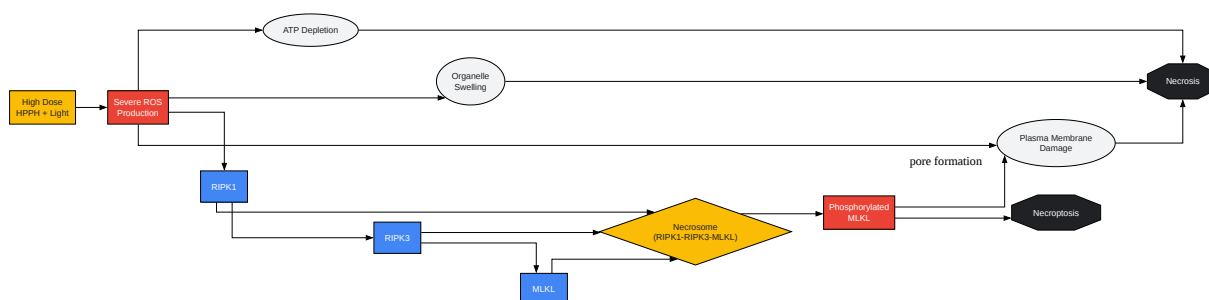 ATP Depletion
Organelle
Swelling
Necrosis
High Dose
HPPH + Light
Severe ROS
Production
Plasma Membrane
Damage
pore formation
RIPK1
Phosphorylated
MLKL
Necroptosis
RIPK3
Necrosome
(RIPK1-RIPK3-MLKL)
MLKL